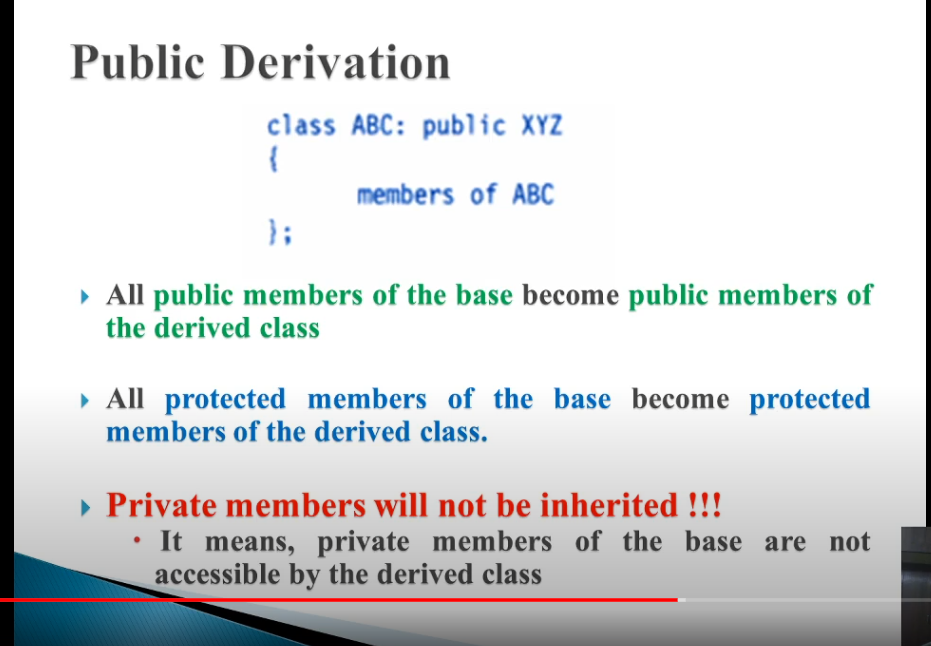 Public Derivation
class ABC: public XYZ
{
members of ABC
};
All public members of the base become public members of
the derived class
All protected members of the base become protected
members of the derived class.
Private members will not be inherited !!!
It means, private members of the base are not
accessible by the derived class